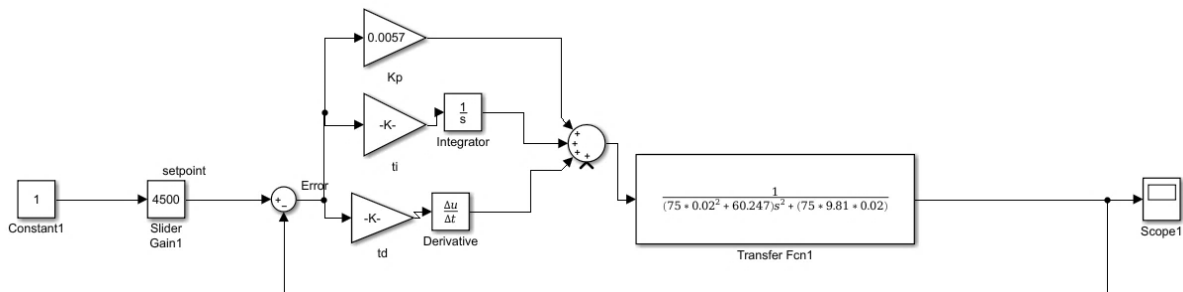 0.0057
Kp
-K-
1
s
Integrator
ti
+
+
+
+
setpoint
Error
1
Constant1
4500
Slider
Gain1
+
−
-K-
td
Δu
Δt
Derivative
1
(75 * 0.02² + 60.247)s² + (75 * 9.81 * 0.02)
Transfer Fcn1
Scope1